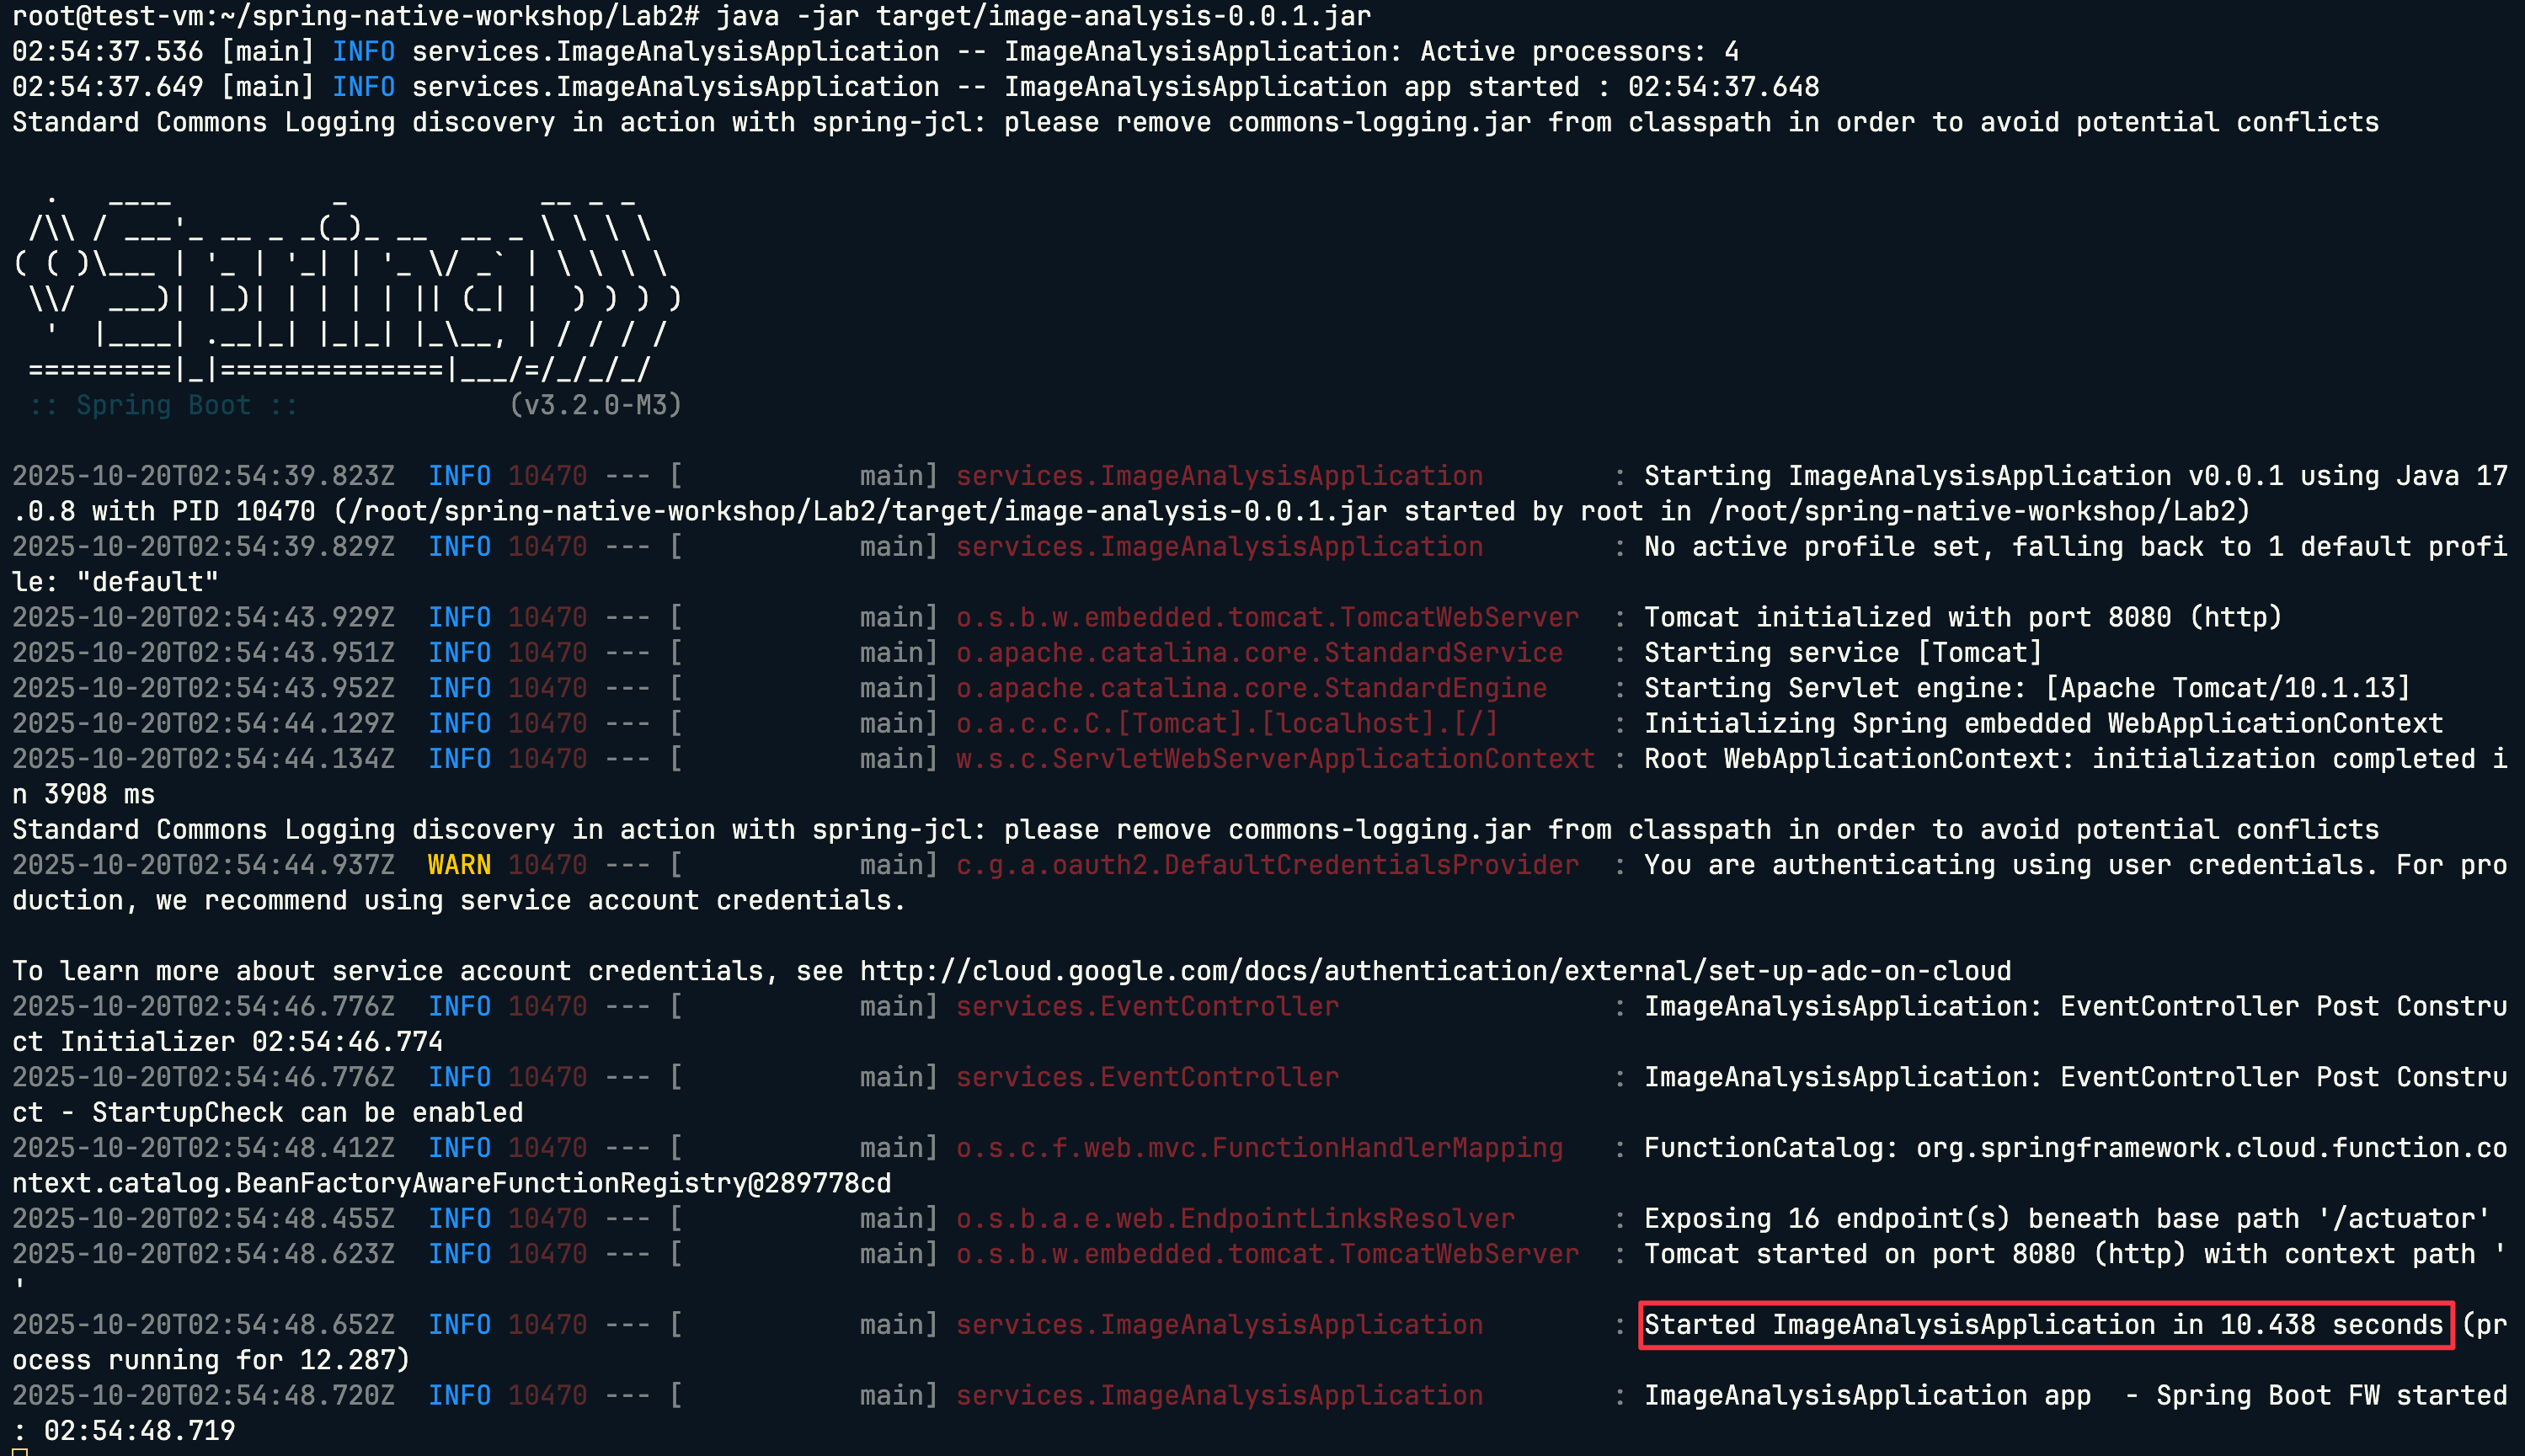 root@test-vm:~/spring-native-workshop/Lab2# java -jar target/image-analysis-0.0.1.jar
02:54:37.536 [main] INFO services.ImageAnalysisApplication -- ImageAnalysisApplication: Active processors: 4
02:54:37.649 [main] INFO services.ImageAnalysisApplication -- ImageAnalysisApplication app started : 02:54:37.648
Standard Commons Logging discovery in action with spring-jcl: please remove commons-logging.jar from classpath in order to avoid potential conflicts

  .   ____          _            __ _ _
 /\\ / ___'_ __ _ _(_)_ __  __ _ \ \ \ \
( ( )\___ | '_ | '_| | '_ \/ _` | \ \ \ \
 \\/  ___)| |_)| | | | | || (_| |  ) ) ) )
  '  |____| .__|_| |_|_| |_\__, | / / / /
 =========|_|==============|___/=/_/_/_/
 :: Spring Boot ::             (v3.2.0-M3)

2025-10-20T02:54:39.823Z  INFO 10470 --- [           main] services.ImageAnalysisApplication        : Starting ImageAnalysisApplication v0.0.1 using Java 17
.0.8 with PID 10470 (/root/spring-native-workshop/Lab2/target/image-analysis-0.0.1.jar started by root in /root/spring-native-workshop/Lab2)
2025-10-20T02:54:39.829Z  INFO 10470 --- [           main] services.ImageAnalysisApplication        : No active profile set, falling back to 1 default profi
le: "default"
2025-10-20T02:54:43.929Z  INFO 10470 --- [           main] o.s.b.w.embedded.tomcat.TomcatWebServer  : Tomcat initialized with port 8080 (http)
2025-10-20T02:54:43.951Z  INFO 10470 --- [           main] o.apache.catalina.core.StandardService   : Starting service [Tomcat]
2025-10-20T02:54:43.952Z  INFO 10470 --- [           main] o.apache.catalina.core.StandardEngine    : Starting Servlet engine: [Apache Tomcat/10.1.13]
2025-10-20T02:54:44.129Z  INFO 10470 --- [           main] o.a.c.c.C.[Tomcat].[localhost].[/]       : Initializing Spring embedded WebApplicationContext
2025-10-20T02:54:44.134Z  INFO 10470 --- [           main] w.s.c.ServletWebServerApplicationContext : Root WebApplicationContext: initialization completed i
n 3908 ms
Standard Commons Logging discovery in action with spring-jcl: please remove commons-logging.jar from classpath in order to avoid potential conflicts
2025-10-20T02:54:44.937Z  WARN 10470 --- [           main] c.g.a.oauth2.DefaultCredentialsProvider  : You are authenticating using user credentials. For pro
duction, we recommend using service account credentials.

To learn more about service account credentials, see http://cloud.google.com/docs/authentication/external/set-up-adc-on-cloud
2025-10-20T02:54:46.776Z  INFO 10470 --- [           main] services.EventController                 : ImageAnalysisApplication: EventController Post Constru
ct Initializer 02:54:46.774
2025-10-20T02:54:46.776Z  INFO 10470 --- [           main] services.EventController                 : ImageAnalysisApplication: EventController Post Constru
ct - StartupCheck can be enabled
2025-10-20T02:54:48.412Z  INFO 10470 --- [           main] o.s.c.f.web.mvc.FunctionHandlerMapping   : FunctionCatalog: org.springframework.cloud.function.co
ntext.catalog.BeanFactoryAwareFunctionRegistry@289778cd
2025-10-20T02:54:48.455Z  INFO 10470 --- [           main] o.s.b.a.e.web.EndpointLinksResolver      : Exposing 16 endpoint(s) beneath base path '/actuator'
2025-10-20T02:54:48.623Z  INFO 10470 --- [           main] o.s.b.w.embedded.tomcat.TomcatWebServer  : Tomcat started on port 8080 (http) with context path '
'
2025-10-20T02:54:48.652Z  INFO 10470 --- [           main] services.ImageAnalysisApplication        : Started ImageAnalysisApplication in 10.438 seconds (pr
ocess running for 12.287)
2025-10-20T02:54:48.720Z  INFO 10470 --- [           main] services.ImageAnalysisApplication        : ImageAnalysisApplication app  - Spring Boot FW started
: 02:54:48.719